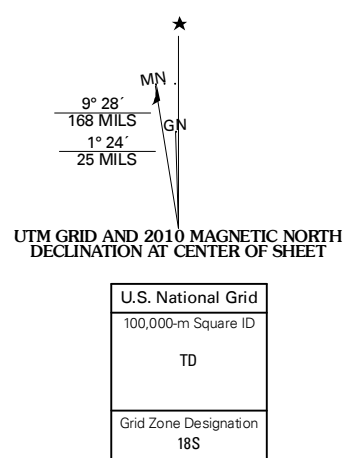 ★
MN
9° 28´
168 MILS
GN
1° 24´
25 MILS
UTM GRID AND 2010 MAGNETIC NORTH
DECLINATION AT CENTER OF SHEET
U.S. National Grid
100,000-m Square ID
TD
Grid Zone Designation
18S